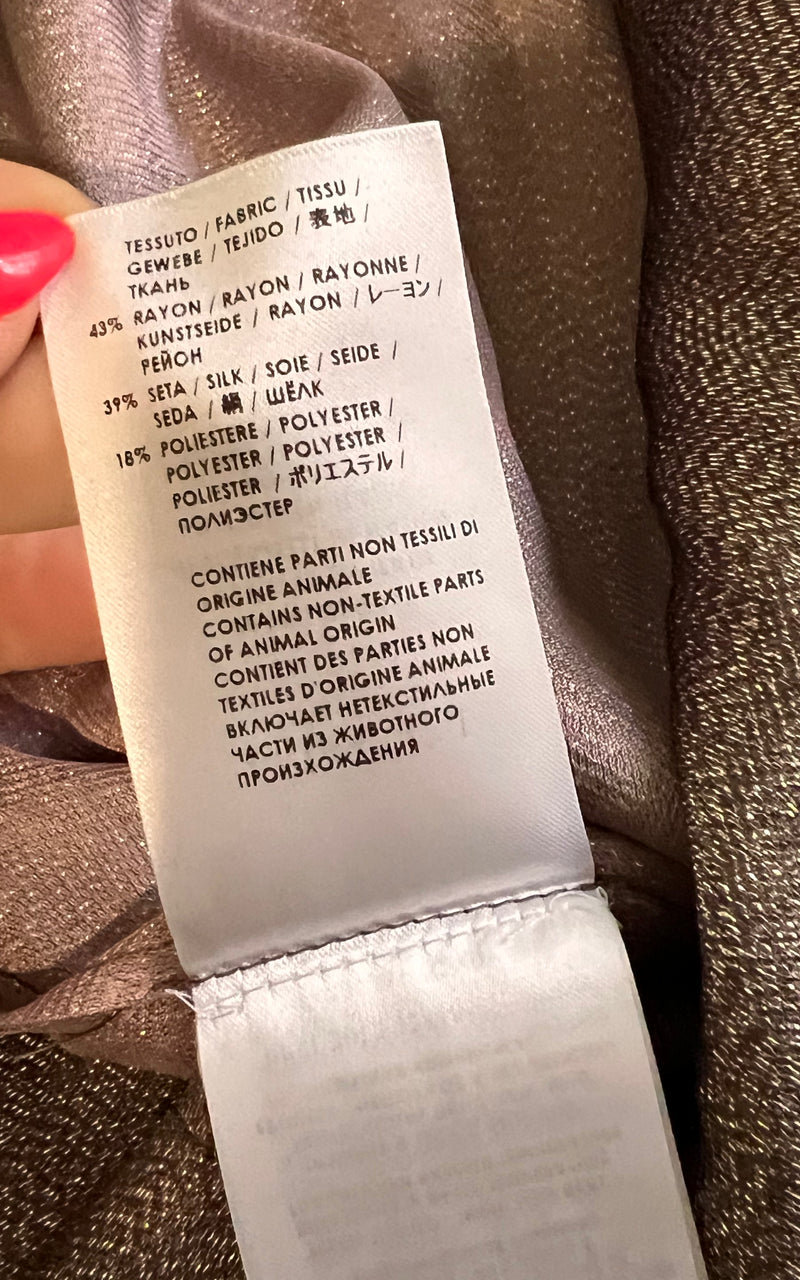 TESSUTO / FABRIC / TISSU /
GEWEBE / TEJIDO / 表地 /
ТКАНЬ
43% RAYON / RAYON / RAYONNE /
KUNSTSEIDE / RAYON / レーヨン /
РЕЙОН
39% SETA / SILK / SOIE / SEIDE /
SEDA / 絹 / ШЁЛК
18% POLIESTERE / POLYESTER /
POLYESTER / POLYESTER /
POLIESTER / ポリエステル /
ПОЛИЭСТЕР
CONTIENE PARTI NON TESSILI DI
ORIGINE ANIMALE
CONTAINS NON-TEXTILE PARTS
OF ANIMAL ORIGIN
CONTIENT DES PARTIES NON
TEXTILES D'ORIGINE ANIMALE
ВКЛЮЧАЕТ НЕТЕКСТИЛЬНЫЕ
ЧАСТИ ИЗ ЖИВОТНОГО
ПРОИЗХОЖДЕНИЯ